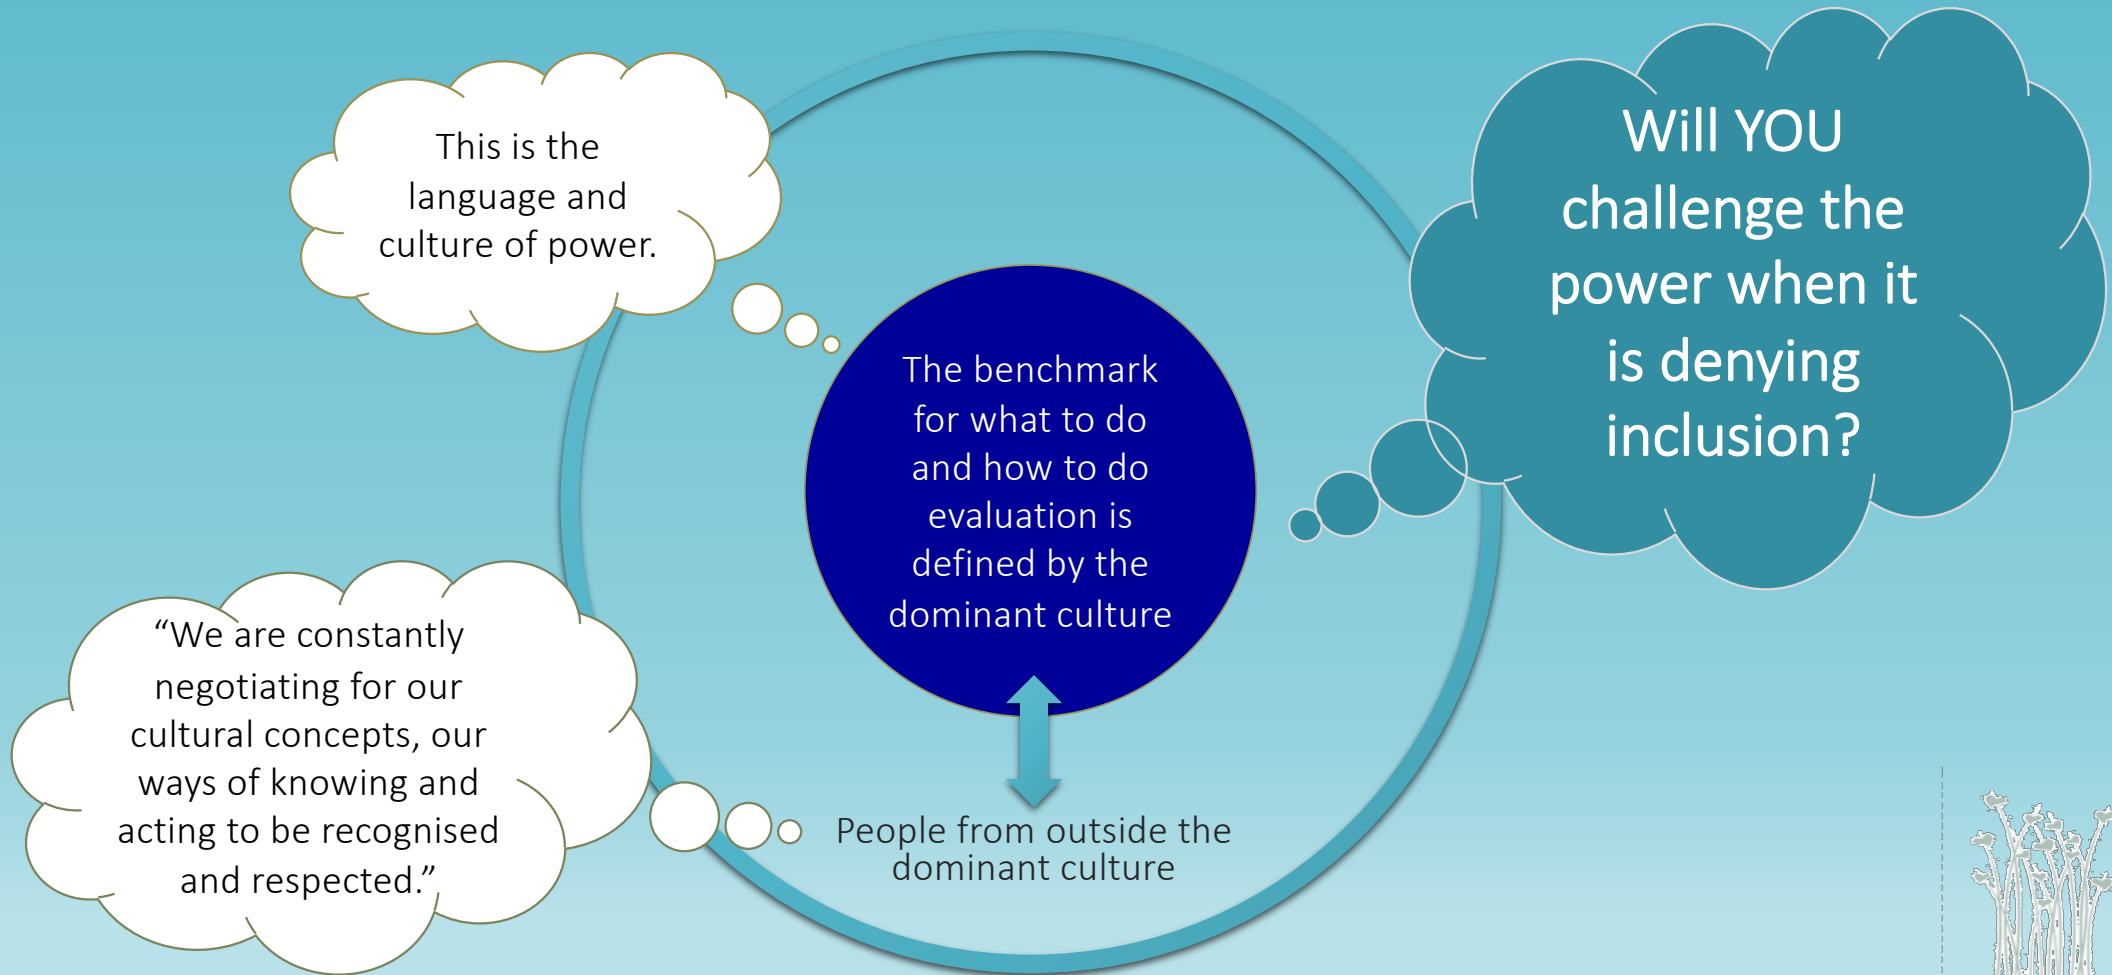 This is the
language and
culture of power.
Will YOU
challenge the
power when it
is denying
inclusion?
The benchmark
for what to do
and how to do
evaluation is
defined by the
dominant culture
“We are constantly
negotiating for our
cultural concepts, our
ways of knowing and
acting to be recognised
and respected.”
People from outside the
dominant culture